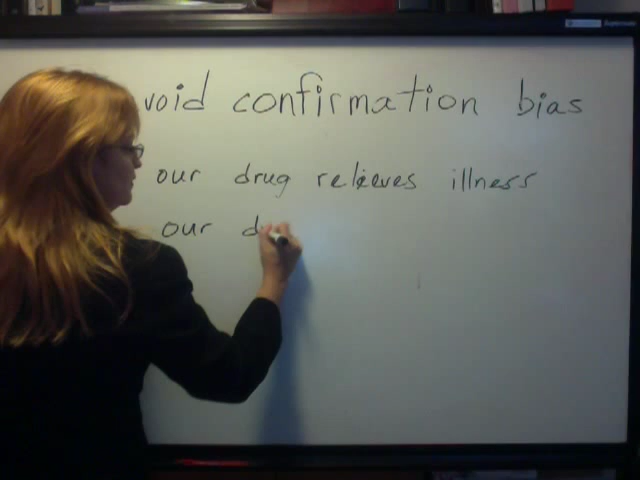 void confirmation bias
our drug relieves illness
our d